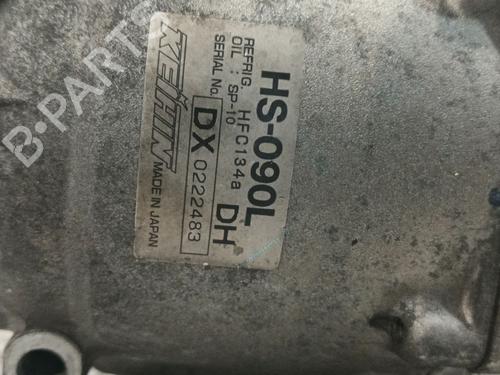 HS-090L
REFRIG. HFC134a DH
OIL : SP-10
SERIAL No. DX 0222483
KEIHIN
MADE IN JAPAN
B-PARTS